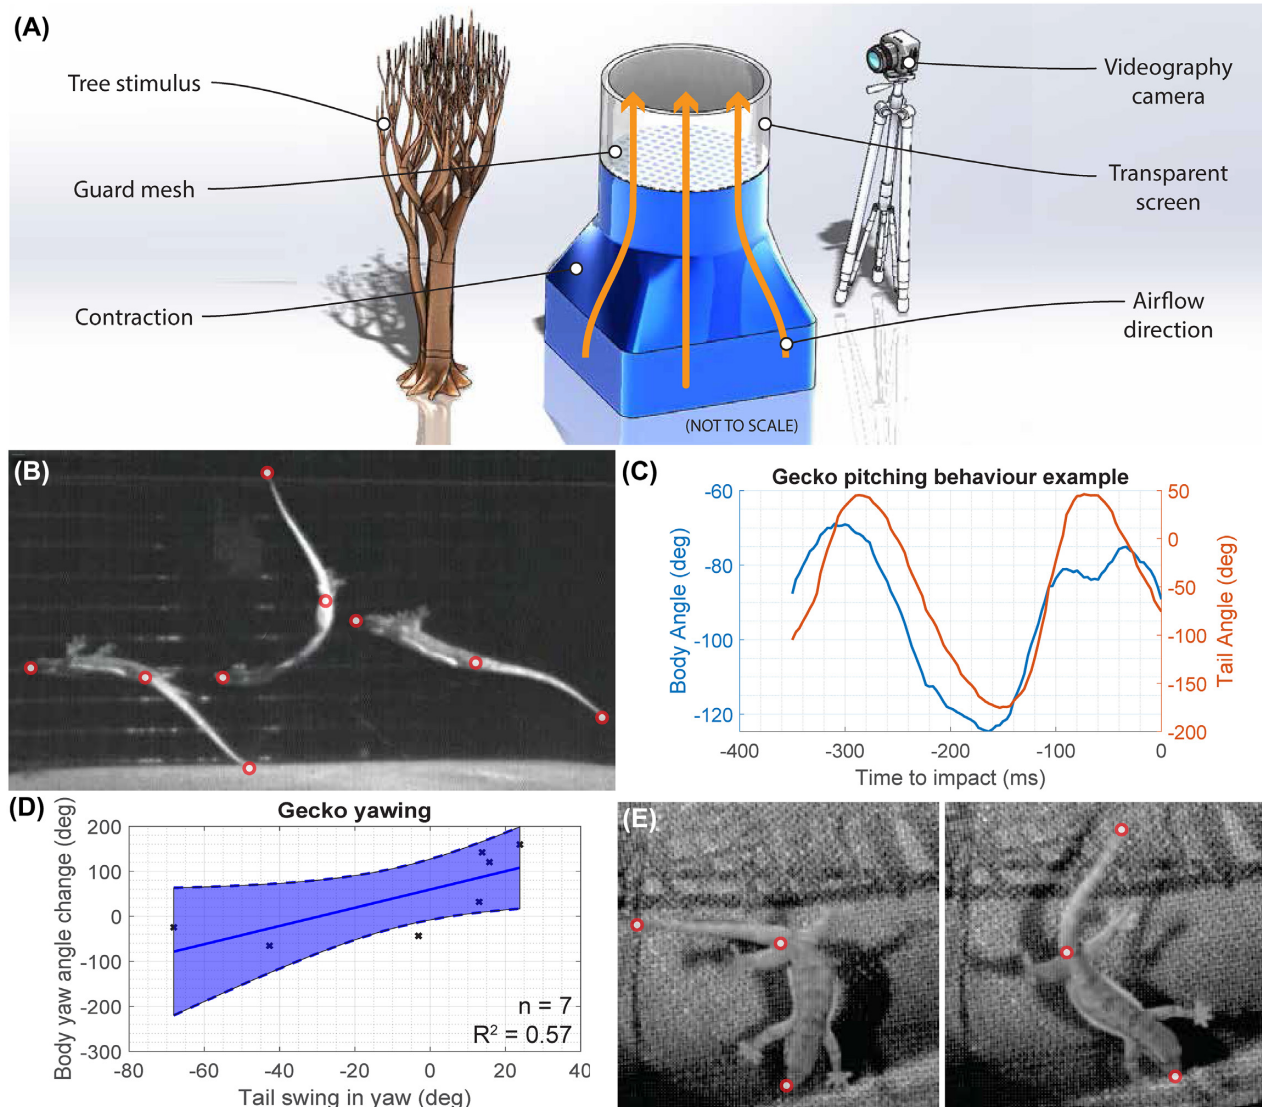 (A)
Tree stimulus
Guard mesh
Contraction
Videography
camera
Transparent
screen
Airflow
direction
(NOT TO SCALE)
(B)
(C)
Gecko pitching behaviour example
Body Angle (deg)
-60
-80
-100
-120
50
0
-50
-100
-150
-200
Tail Angle (deg)
-400
-300
-200
-100
0
Time to impact (ms)
(D)
Gecko yawing
Body yaw angle change (deg)
200
100
0
-100
-200
-300
n = 7
R² = 0.57
-80
-60
-40
-20
0
20
40
Tail swing in yaw (deg)
(E)